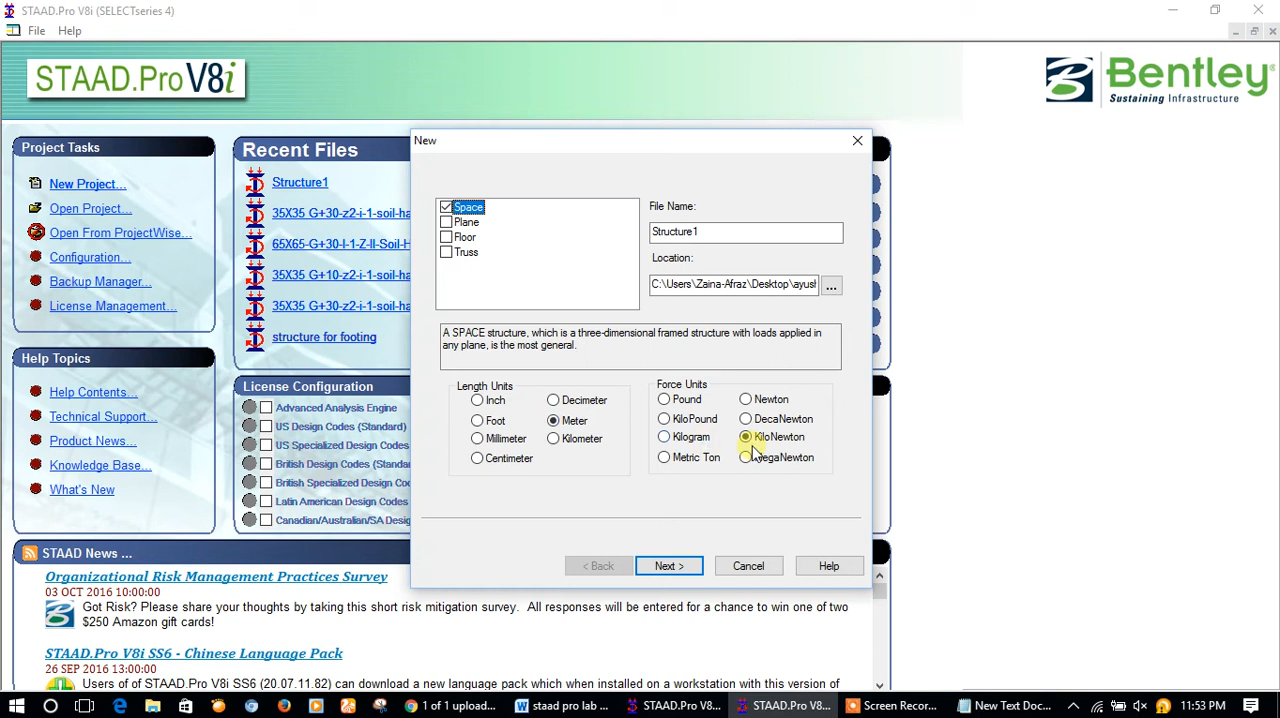 STAAD.Pro V8i (SELECTseries 4)
File Help
STAAD.Pro V8i
Bentley®
Sustaining Infrastructure
Project Tasks
New Project...
Open Project...
Open From ProjectWise...
Configuration...
Backup Manager...
License Management...
Help Topics
Help Contents...
Technical Support...
Product News...
Knowledge Base...
What's New
Recent Files
Structure1
35X35 G+30-z2-i-1-soil-ha
65X65-G+30-I-1-Z-II-Soil-H
35X35 G+10-z2-i-1-soil-ha
35X35 G+30-z2-i-1-soil-ha
structure for footing
License Configuration
Advanced Analysis Engine
US Design Codes (Standard)
US Specialized Design Codes
British Design Codes (Standard)
British Specialized Design Codes
Latin American Design Codes
Canadian/Australian/SA Desig
New
Space
Plane
Floor
Truss
File Name:
Structure1
Location:
C:\Users\Zaina-Afraz\Desktop\ayush
...
A SPACE structure, which is a three-dimensional framed structure with loads applied in
any plane, is the most general.
Length Units
Inch Decimeter
Foot Meter
Millimeter Kilometer
Centimeter
Force Units
Pound Newton
KiloPound DecaNewton
Kilogram KiloNewton
Metric Ton MegaNewton
< Back Next > Cancel Help
STAAD News ...
Organizational Risk Management Practices Survey
03 OCT 2016 10:00:00
Got Risk? Please share your thoughts by taking this short risk mitigation survey. All responses will be entered for a chance to win one of two
$250 Amazon gift cards!
STAAD.Pro V8i SS6 - Chinese Language Pack
26 SEP 2016 13:00:00
Users of of STAAD.Pro V8i SS6 (20.07.11.82) can download a new language pack which when installed on a workstation with this version of
1 of 1 upload...
staad pro lab ...
STAAD.Pro V8...
STAAD.Pro V8...
Screen Recor...
New Text Doc...
11:53 PM